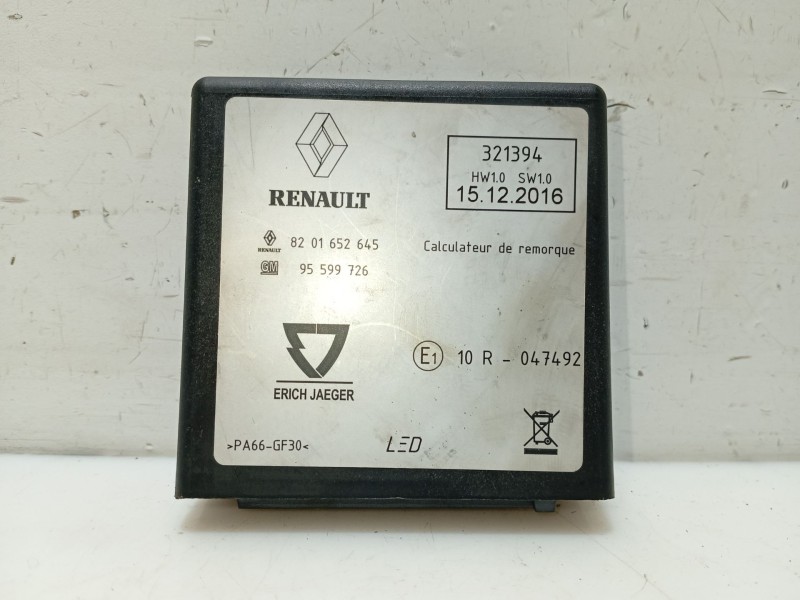 RENAULT
321394
HW1.0 SW1.0
15.12.2016
RENAULT 82 01 652 645
GM 95 599 726
Calculateur de remorque
ERICH JAEGER
E1 10 R - 047492
>PA66-GF30<
LED